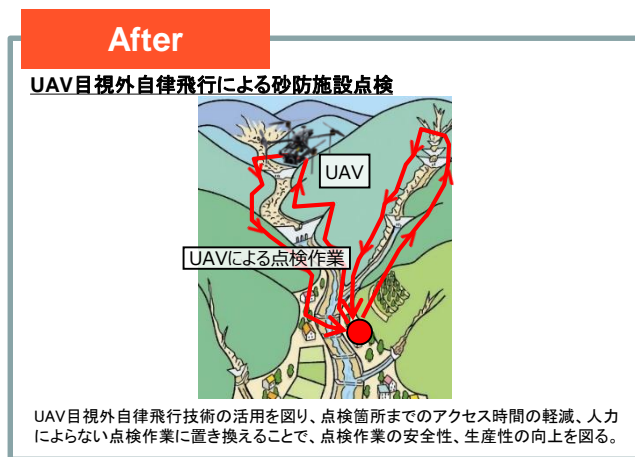 After
UAV目視外自律飛行による砂防施設点検
UAV
UAVによる点検作業
UAV目視外自律飛行技術の活用を図り、点検箇所までのアクセス時間の軽減、人力
によらない点検作業に置き換えることで、点検作業の安全性、生産性の向上を図る。